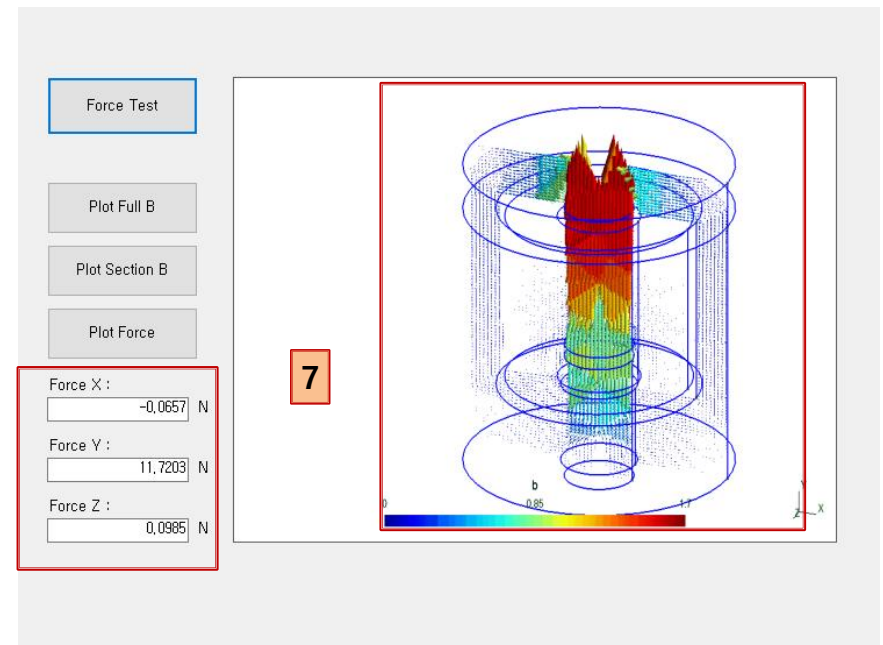 Force Test
Plot Full B
Plot Section B
Plot Force
Force X :
-0,0657 N
Force Y :
11,7203 N
Force Z :
0,0985 N
7
b
0 0.85 1.7
Y
Z X